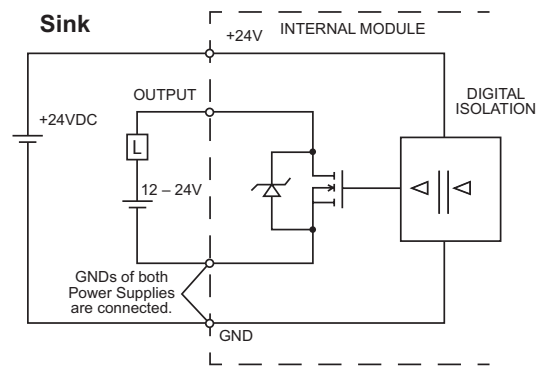 Sink
+24V
INTERNAL MODULE
OUTPUT
DIGITAL
ISOLATION
+24VDC
L
12 – 24V
GNDs of both
Power Supplies
are connected.
GND